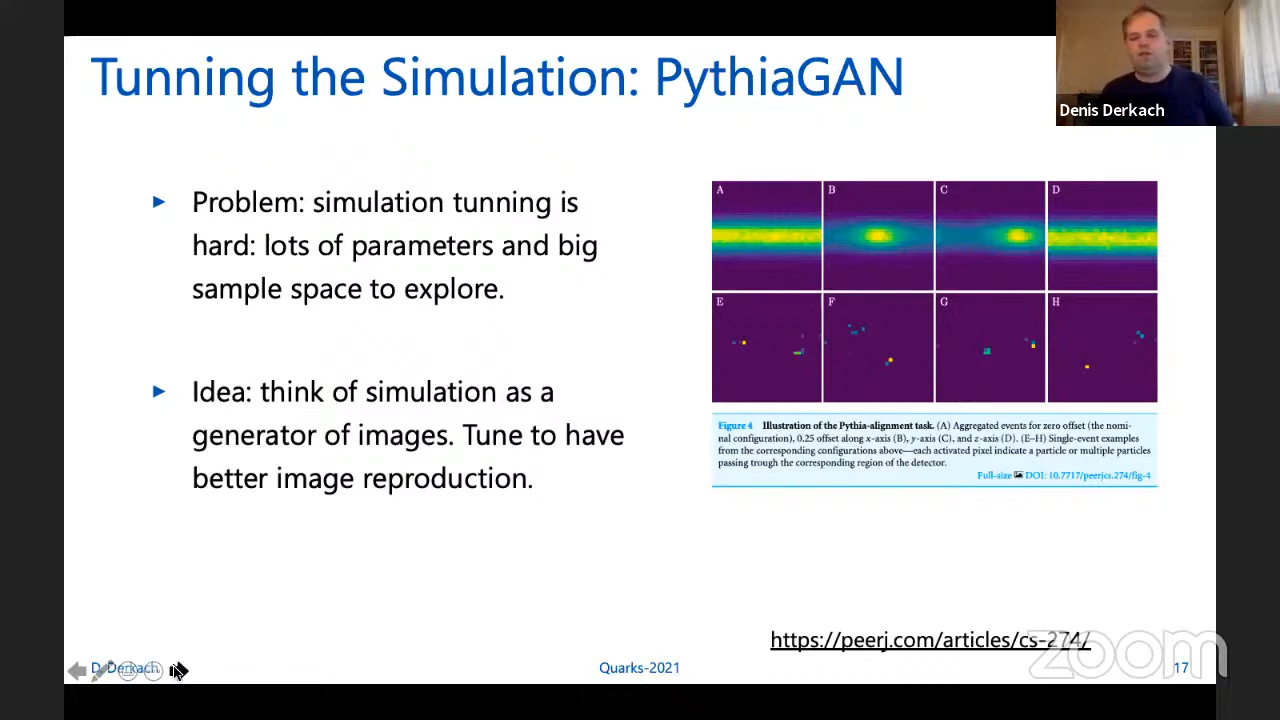 Tunning the Simulation: PythiaGAN
Denis Derkach
Problem: simulation tunning is
hard: lots of parameters and big
sample space to explore.
Idea: think of simulation as a
generator of images. Tune to have
better image reproduction.
A B C D
E F G H
Figure 4 Illustration of the Pythia-alignment task. (A) Aggregated events for zero offset (the nomi-
nal configuration), 0.25 offset along x-axis (B), y-axis (C), and z-axis (D). (E–H) Single-event examples
from the corresponding configurations above—each activated pixel indicate a particle or multiple particles
passing trough the corresponding region of the detector.
Full-size DOI: 10.7717/peerjcs.274/fig-4
https://peerj.com/articles/cs-274/
zoom
D. Derkach
Quarks-2021
17